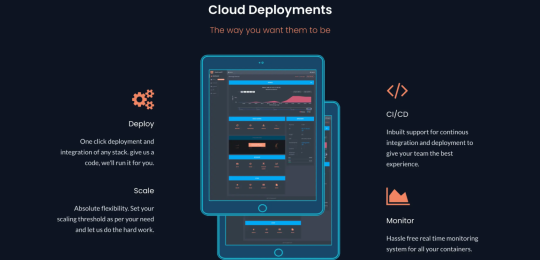 Cloud Deployments
The way you want them to be
Deploy
One click deployment and
integration of any stack. give us a
code, we'll run it for you.
Scale
Absolute flexibility. Set your
scaling threshold as per your need
and let us do the hard work.
CI/CD
Inbuilt support for continous
integration and deployment to
give your team the best
experience.
Monitor
Hassle free real time monitoring
system for all your containers.